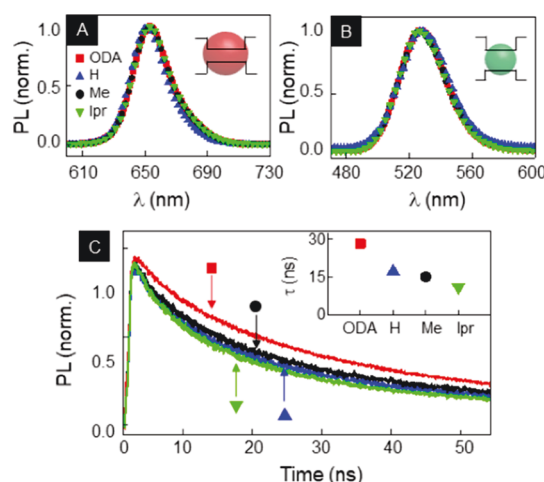 A
PL (norm.)
1.0
0.5
0.0
ODA
H
Me
Ipr
610 650 690 730
λ (nm)
B
PL (norm.)
1.0
0.5
0.0
480 520 560 600
λ (nm)
C
PL (norm.)
1.0
0.5
0.0
0 10 20 30 40 50
Time (ns)
τ (ns)
30
15
0
ODA H Me Ipr